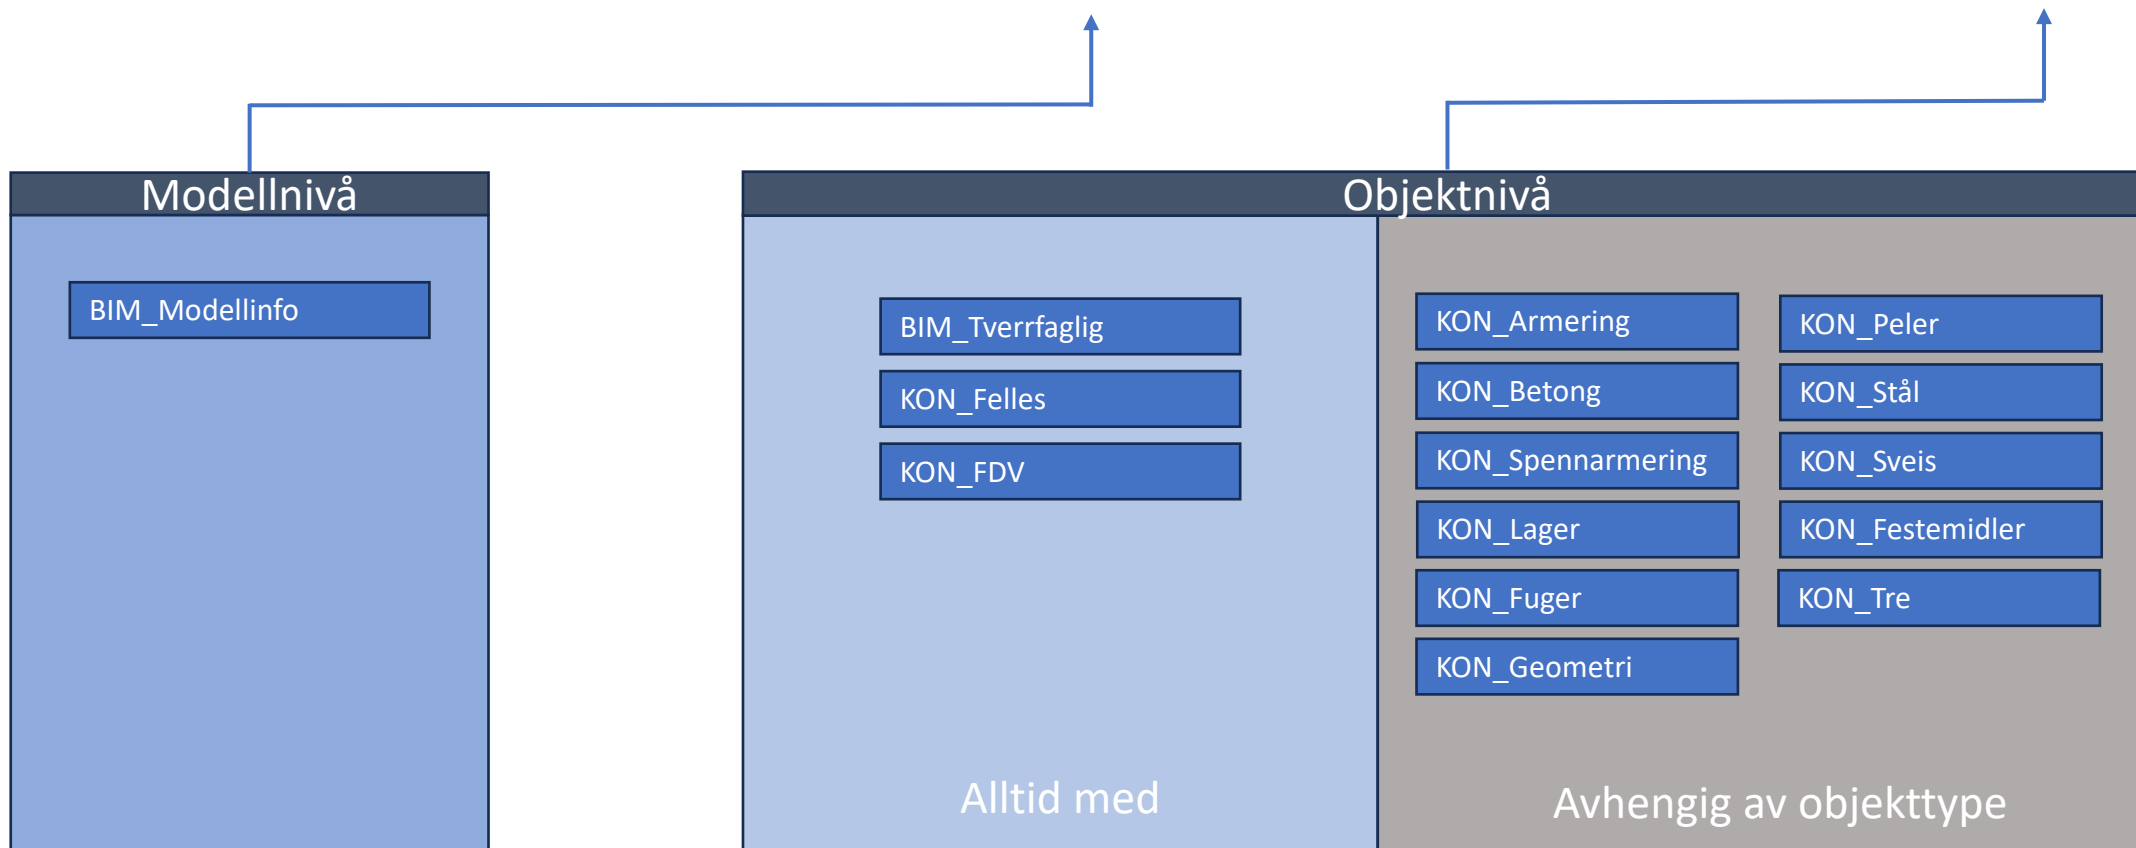 Modellnivå
BIM_Modellinfo
Objektnivå
BIM_Tverrfaglig
KON_Felles
KON_FDV
Alltid med
KON_Armering
KON_Betong
KON_Spennarmering
KON_Lager
KON_Fuger
KON_Geometri
KON_Peler
KON_Stål
KON_Sveis
KON_Festemidler
KON_Tre
Avhengig av objekttype